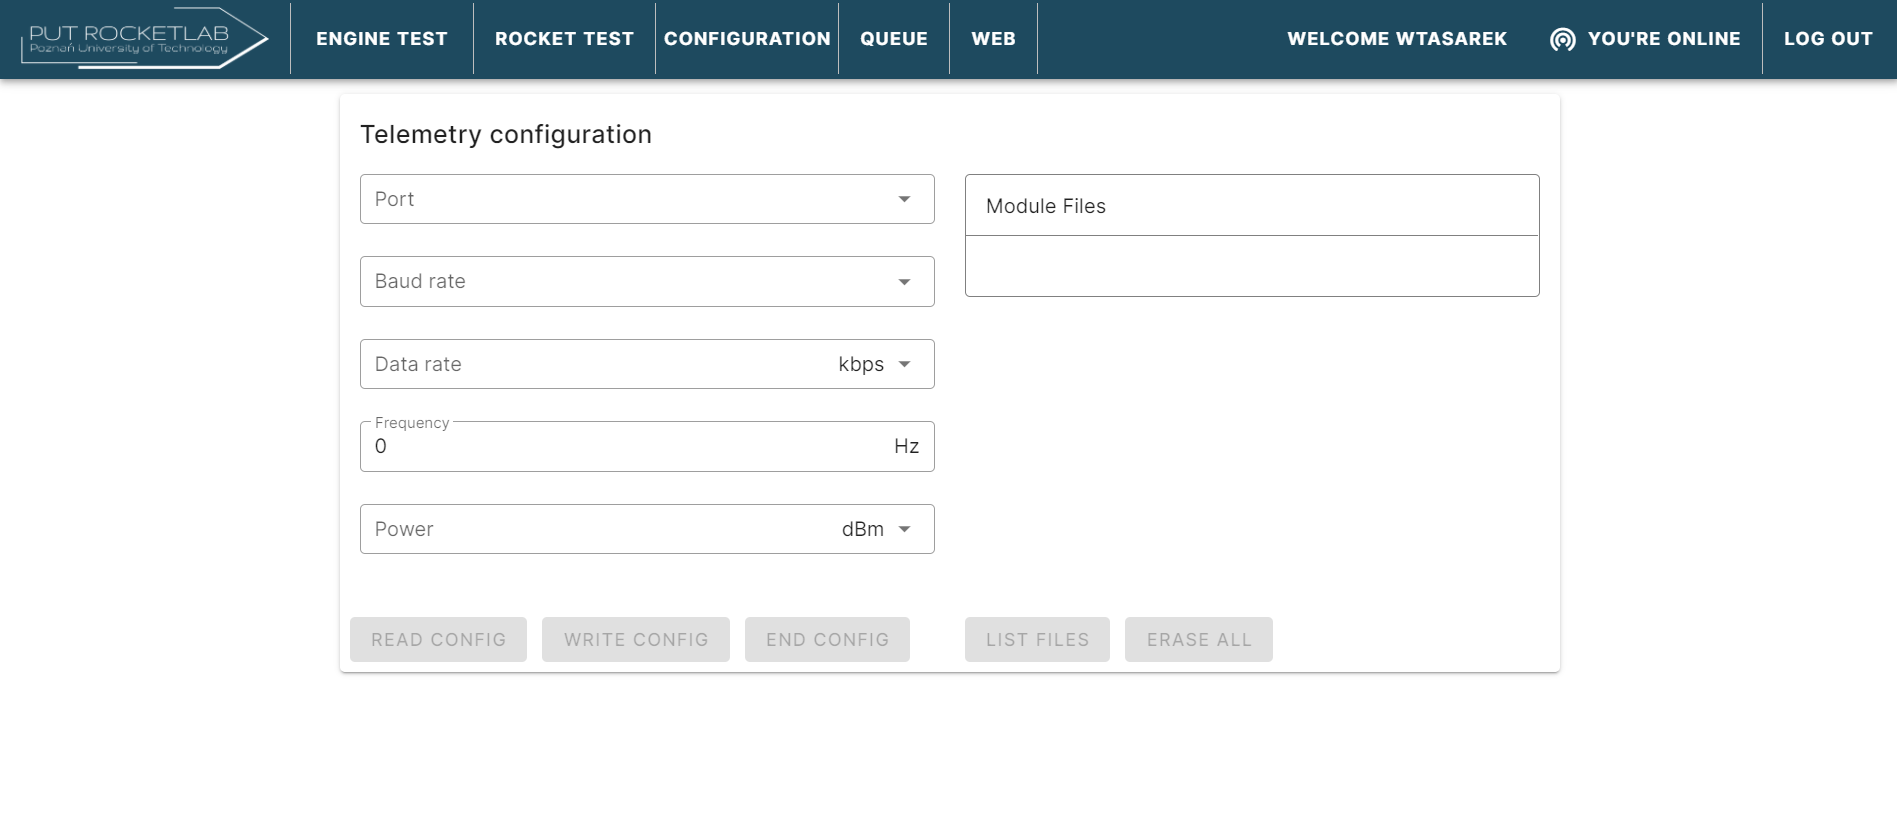 PUT ROCKETLAB
Poznań University of Technology
ENGINE TEST
ROCKET TEST
CONFIGURATION
QUEUE
WEB
WELCOME WTASAREK
YOU'RE ONLINE
LOG OUT
Telemetry configuration
Port
Baud rate
Data rate kbps
Frequency
0 Hz
Power dBm
Module Files
READ CONFIG
WRITE CONFIG
END CONFIG
LIST FILES
ERASE ALL